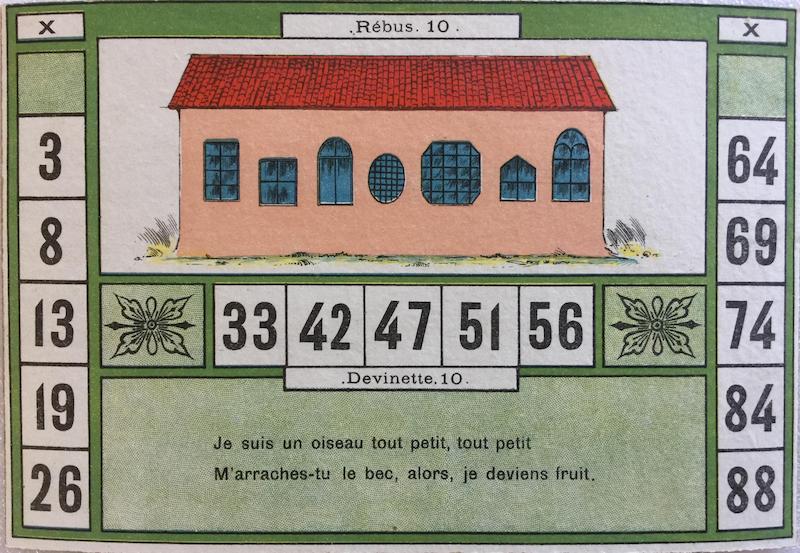 x
.Rébus. 10 .
x
3
8
13
19
26
33 42 47 51 56
64
69
74
84
88
.Devinette. 10.
Je suis un oiseau tout petit, tout petit
M'arraches-tu le bec, alors, je deviens fruit.